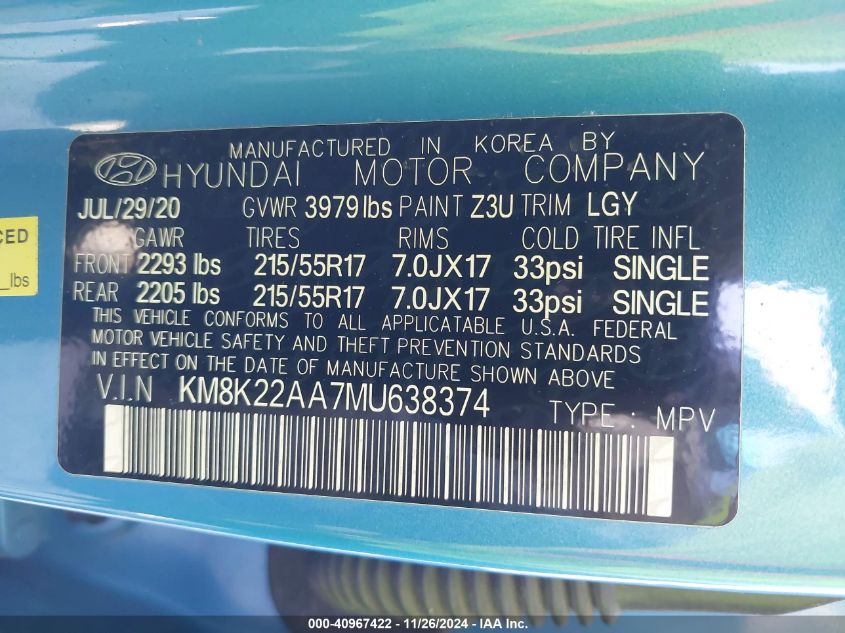 MANUFACTURED IN KOREA BY
HYUNDAI MOTOR COMPANY
JUL/29/20 GVWR 3979lbs PAINT Z3U TRIM LGY
GAWR TIRES RIMS COLD TIRE INFL
FRONT 2293 lbs 215/55R17 7.0JX17 33psi SINGLE
REAR 2205 lbs 215/55R17 7.0JX17 33psi SINGLE
THIS VEHICLE CONFORMS TO ALL APPLICATABLE U.S.A. FEDERAL
MOTOR VEHICLE SAFETY AND THEFT PREVENTION STANDARDS
IN EFFECT ON THE DATE OF MANUFACTURE SHOWN ABOVE
V.I.N KM8K22AA7MU638374 TYPE : MPV
CED
_lbs
000-40967422 - 11/26/2024 - IAA Inc.